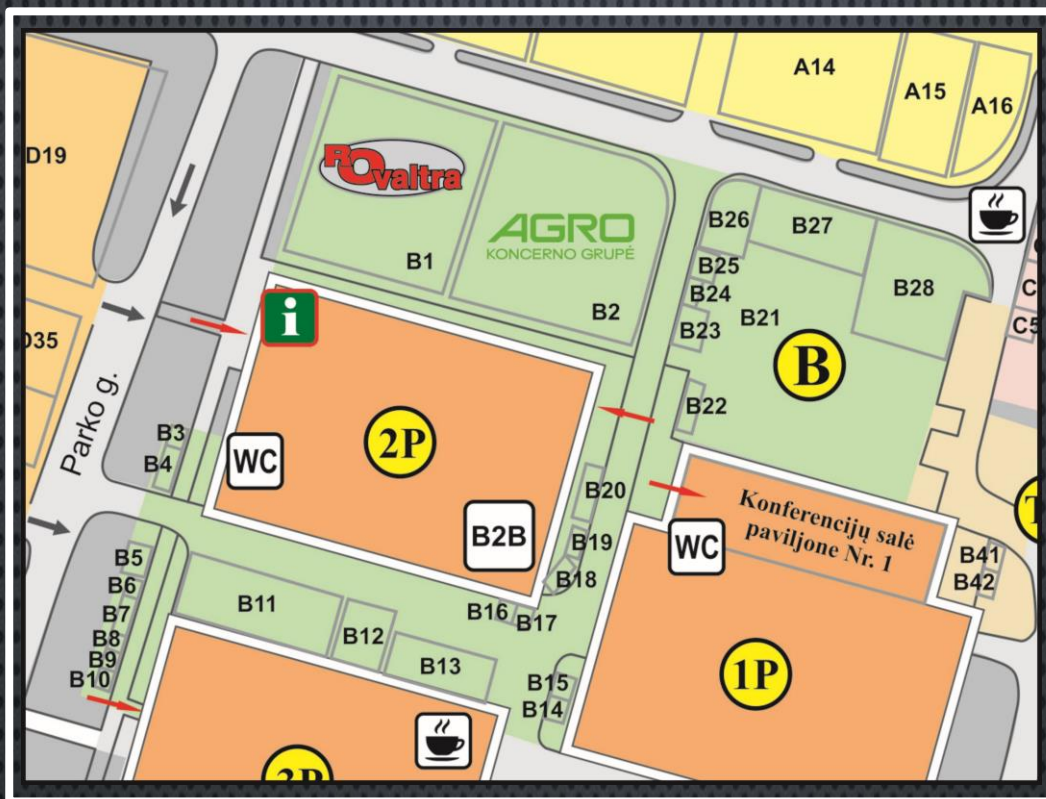 A14
A15
A16
D19
ROvaltra
AGRO
KONCERNO GRUPĖ
B1
B2
B26
B27
B25
B24
B28
B23
B21
B
C5
i
2P
B22
Parko g.
B3
B4
WC
B20
B2B
Konferencijų salė
paviljone Nr. 1
WC
B19
B18
B5
B6
B7
B8
B9
B10
B11
B12
B13
B16
B17
B41
B42
B15
B14
1P